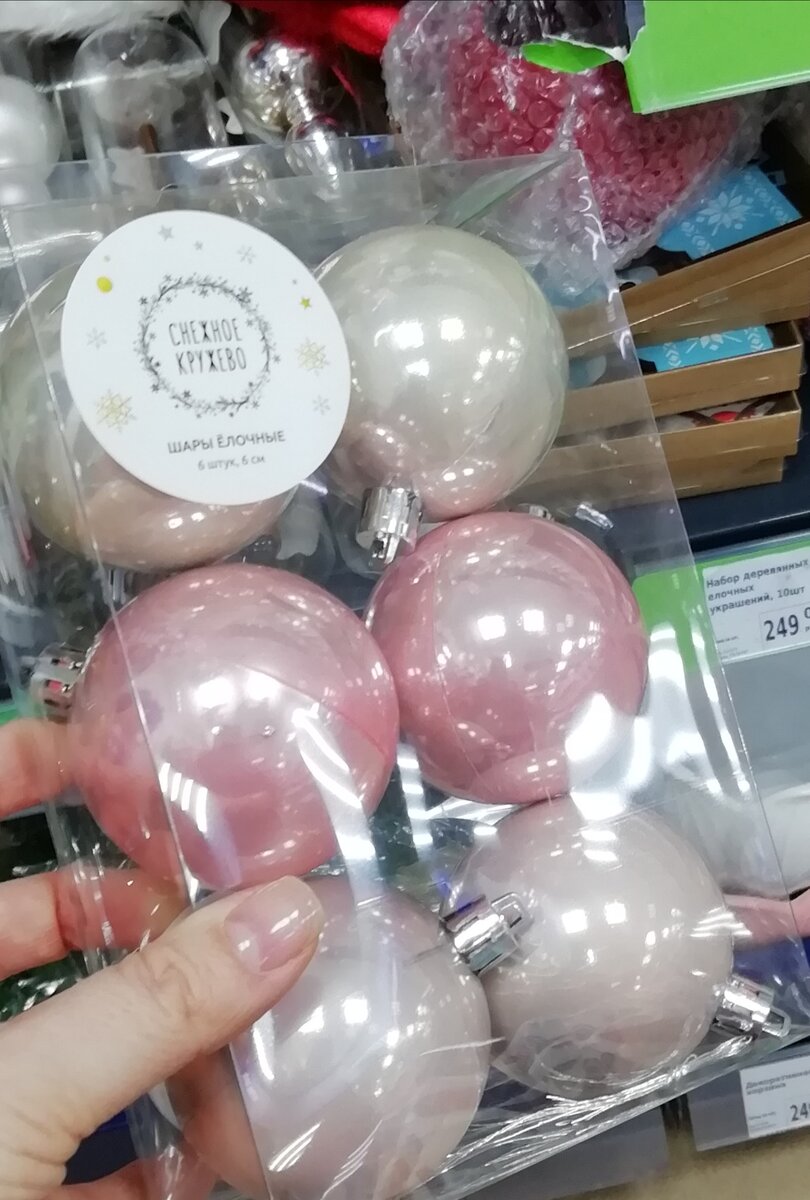 СНЕЖНОЕ
КРУЖЕВО
ШАРЫ ЁЛОЧНЫЕ
6 штук, 6 см
Набор деревянных
елочных
украшений, 10шт
249